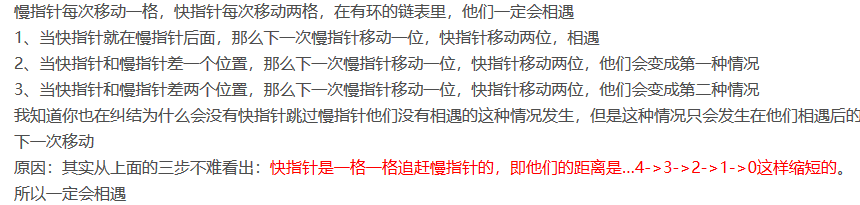 慢指针每次移动一格，快指针每次移动两格，在有环的链表里，他们一定会相遇
1、当快指针就在慢指针后面，那么下一次慢指针移动一位，快指针移动两位，相遇
2、当快指针和慢指针差一个位置，那么下一次慢指针移动一位，快指针移动两位，他们会变成第一种情况
3、当快指针和慢指针差两个位置，那么下一次慢指针移动一位，快指针移动两位，他们会变成第二种情况
我知道你也在纠结为什么会没有快指针跳过慢指针他们没有相遇的这种情况发生，但是这种情况只会发生在他们相遇后的
下一次移动
原因：其实从上面的三步不难看出：快指针是一格一格追赶慢指针的，即他们的距离是...4->3->2->1->0这样缩短的。
所以一定会相遇